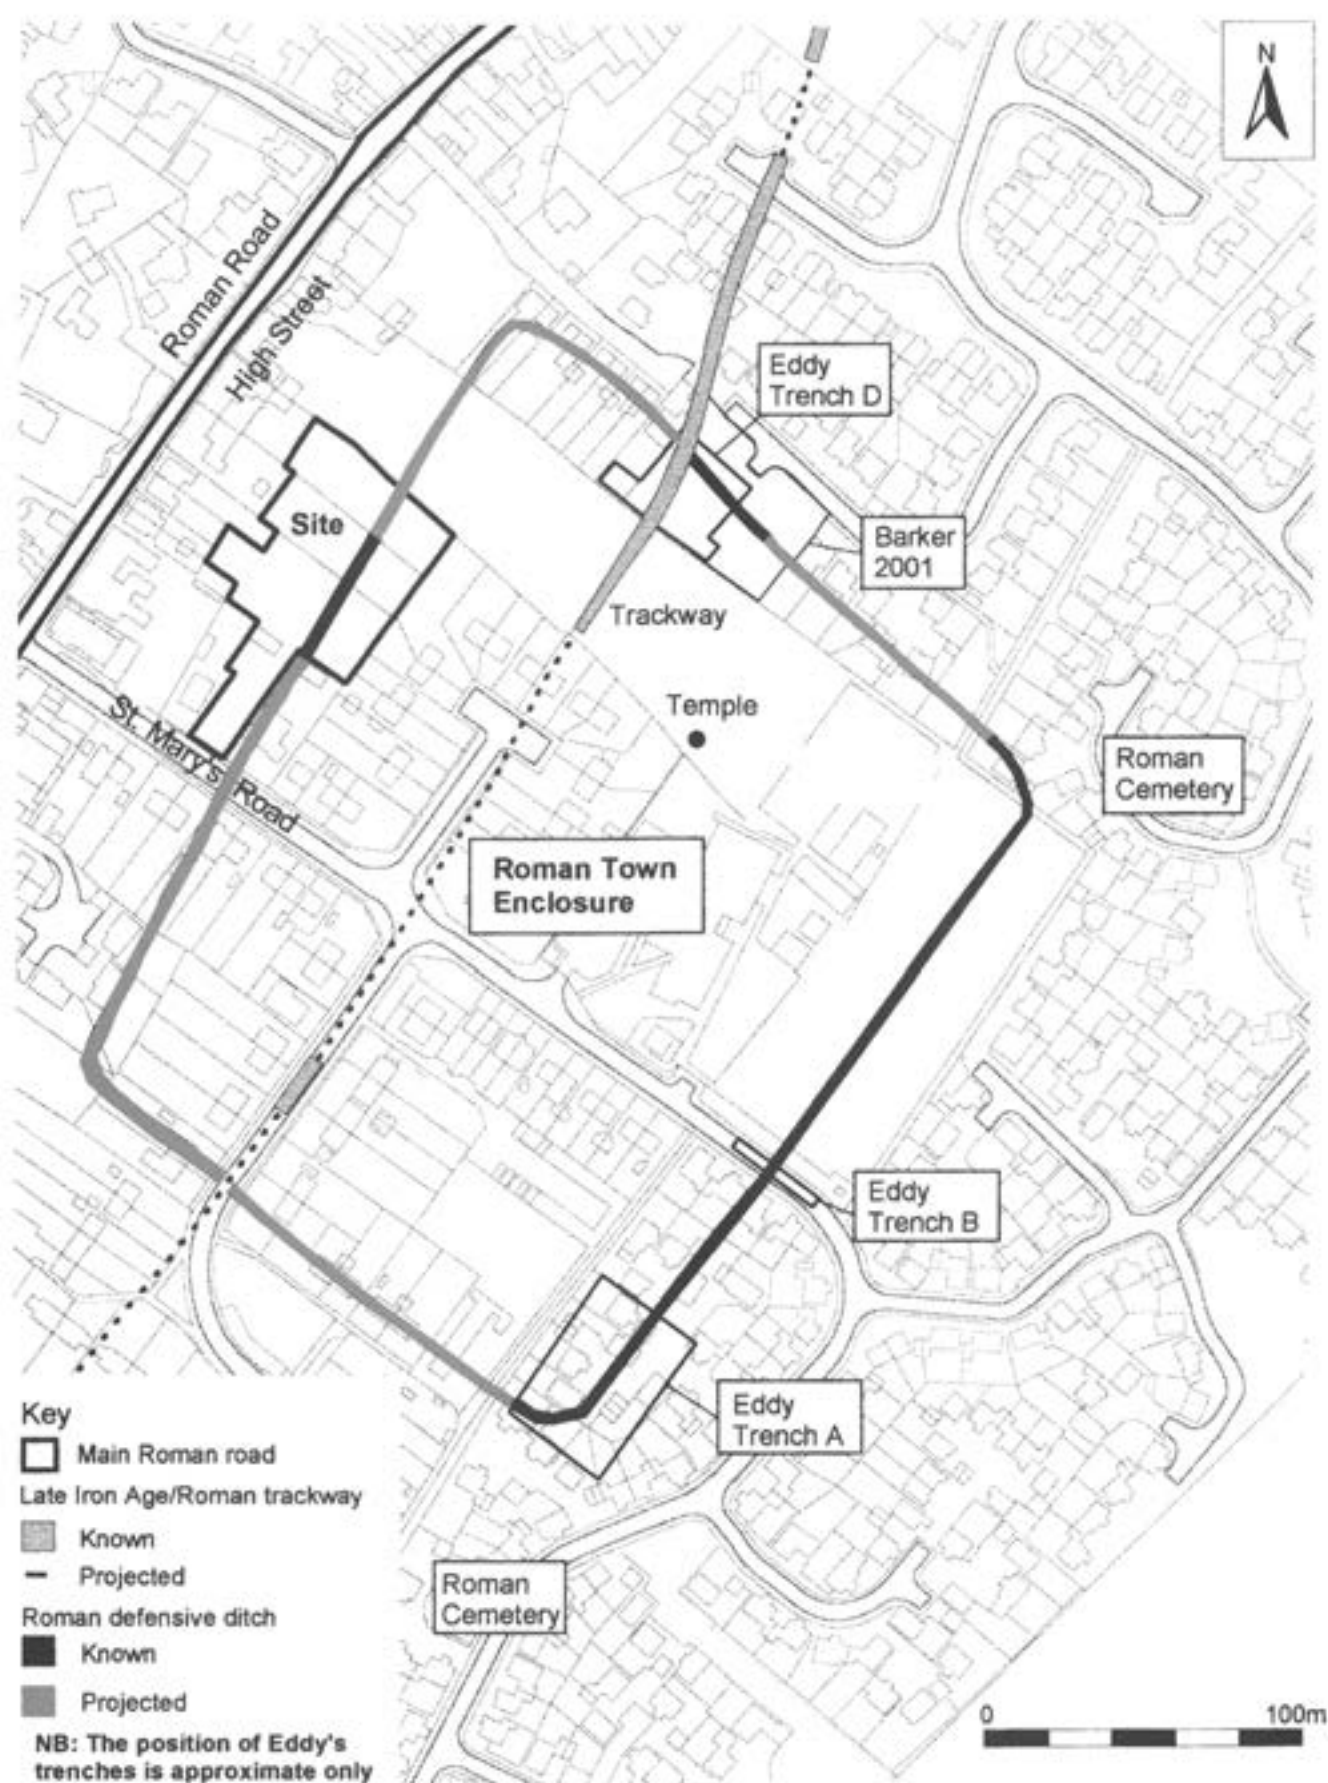 N
Roman Road
High Street
Eddy
Trench D
Site
Barker
2001
Trackway
Temple
St. Mary's Road
Roman
Cemetery
Roman Town
Enclosure
Eddy
Trench B
Eddy
Trench A
Roman
Cemetery
Key
Main Roman road
Late Iron Age/Roman trackway
Known
Projected
Roman defensive ditch
Known
Projected
NB: The position of Eddy's
trenches is approximate only
0 100m